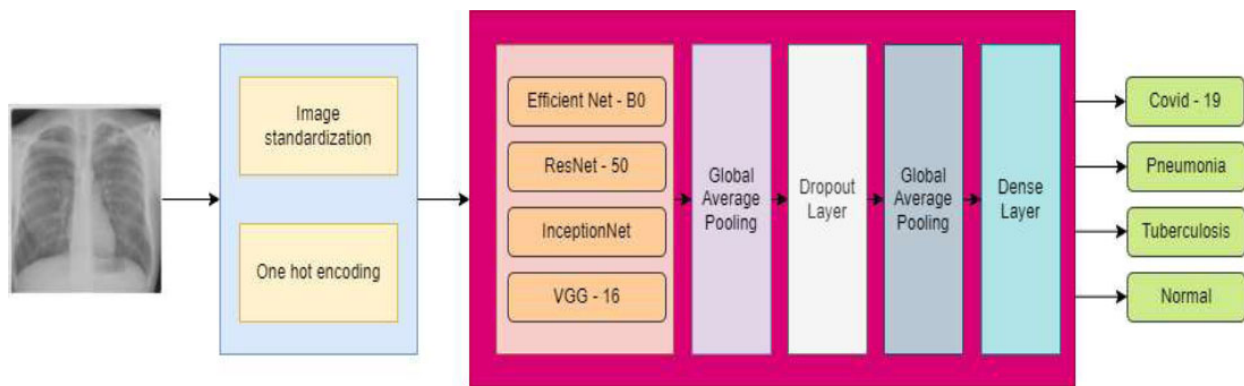 Image
standardization
One hot encoding
Efficient Net - B0
ResNet - 50
InceptionNet
VGG - 16
Global
Average
Pooling
Dropout
Layer
Global
Average
Pooling
Dense
Layer
Covid - 19
Pneumonia
Tuberculosis
Normal